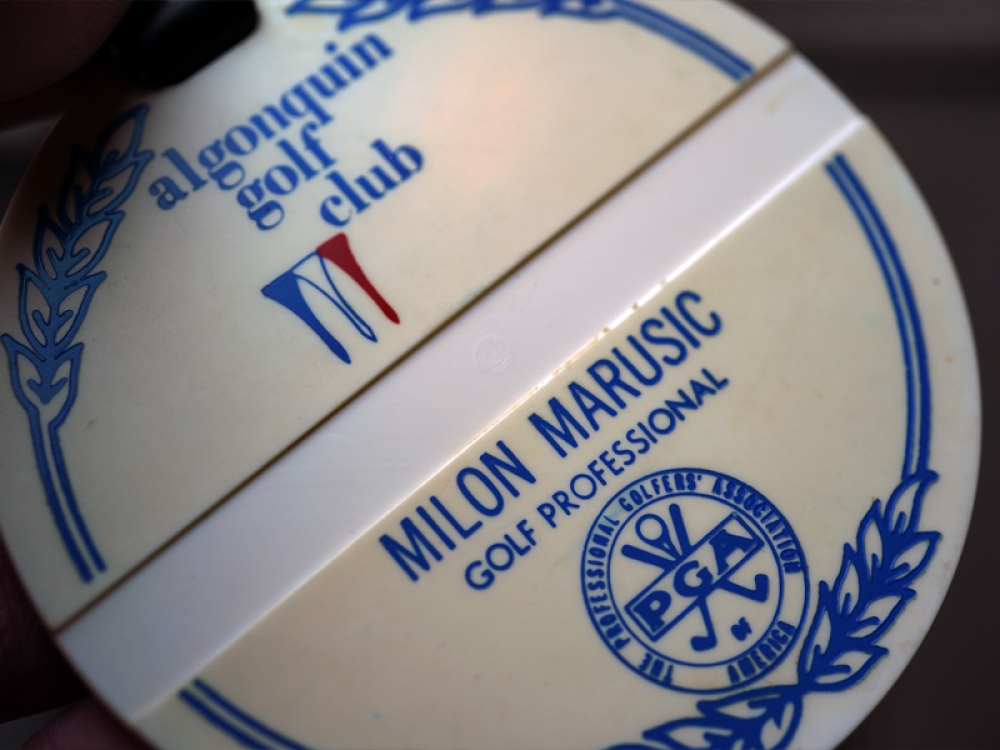 algonquin
golf
club
MILON MARUSIC
GOLF PROFESSIONAL
THE PROFESSIONAL GOLFERS' ASSOCIATION
PGA
OF
AMERICA